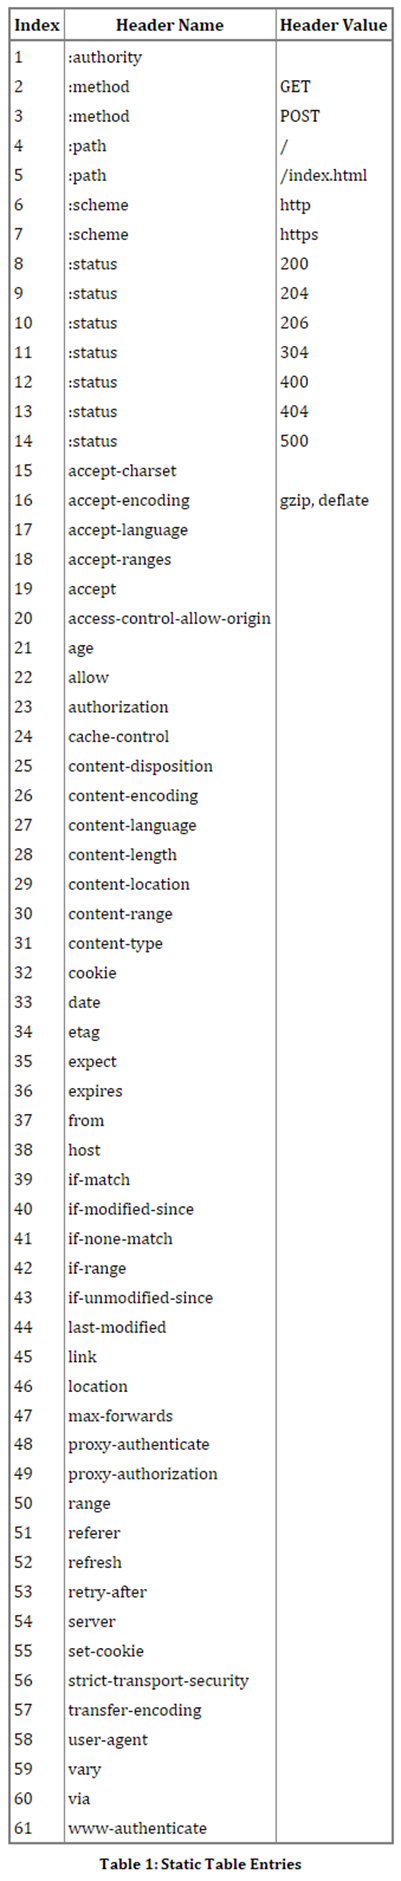 Index Header Name Header Value
1 :authority
2 :method GET
3 :method POST
4 :path /
5 :path /index.html
6 :scheme http
7 :scheme https
8 :status 200
9 :status 204
10 :status 206
11 :status 304
12 :status 400
13 :status 404
14 :status 500
15 accept-charset
16 accept-encoding gzip, deflate
17 accept-language
18 accept-ranges
19 accept
20 access-control-allow-origin
21 age
22 allow
23 authorization
24 cache-control
25 content-disposition
26 content-encoding
27 content-language
28 content-length
29 content-location
30 content-range
31 content-type
32 cookie
33 date
34 etag
35 expect
36 expires
37 from
38 host
39 if-match
40 if-modified-since
41 if-none-match
42 if-range
43 if-unmodified-since
44 last-modified
45 link
46 location
47 max-forwards
48 proxy-authenticate
49 proxy-authorization
50 range
51 referer
52 refresh
53 retry-after
54 server
55 set-cookie
56 strict-transport-security
57 transfer-encoding
58 user-agent
59 vary
60 via
61 www-authenticate
Table 1: Static Table Entries